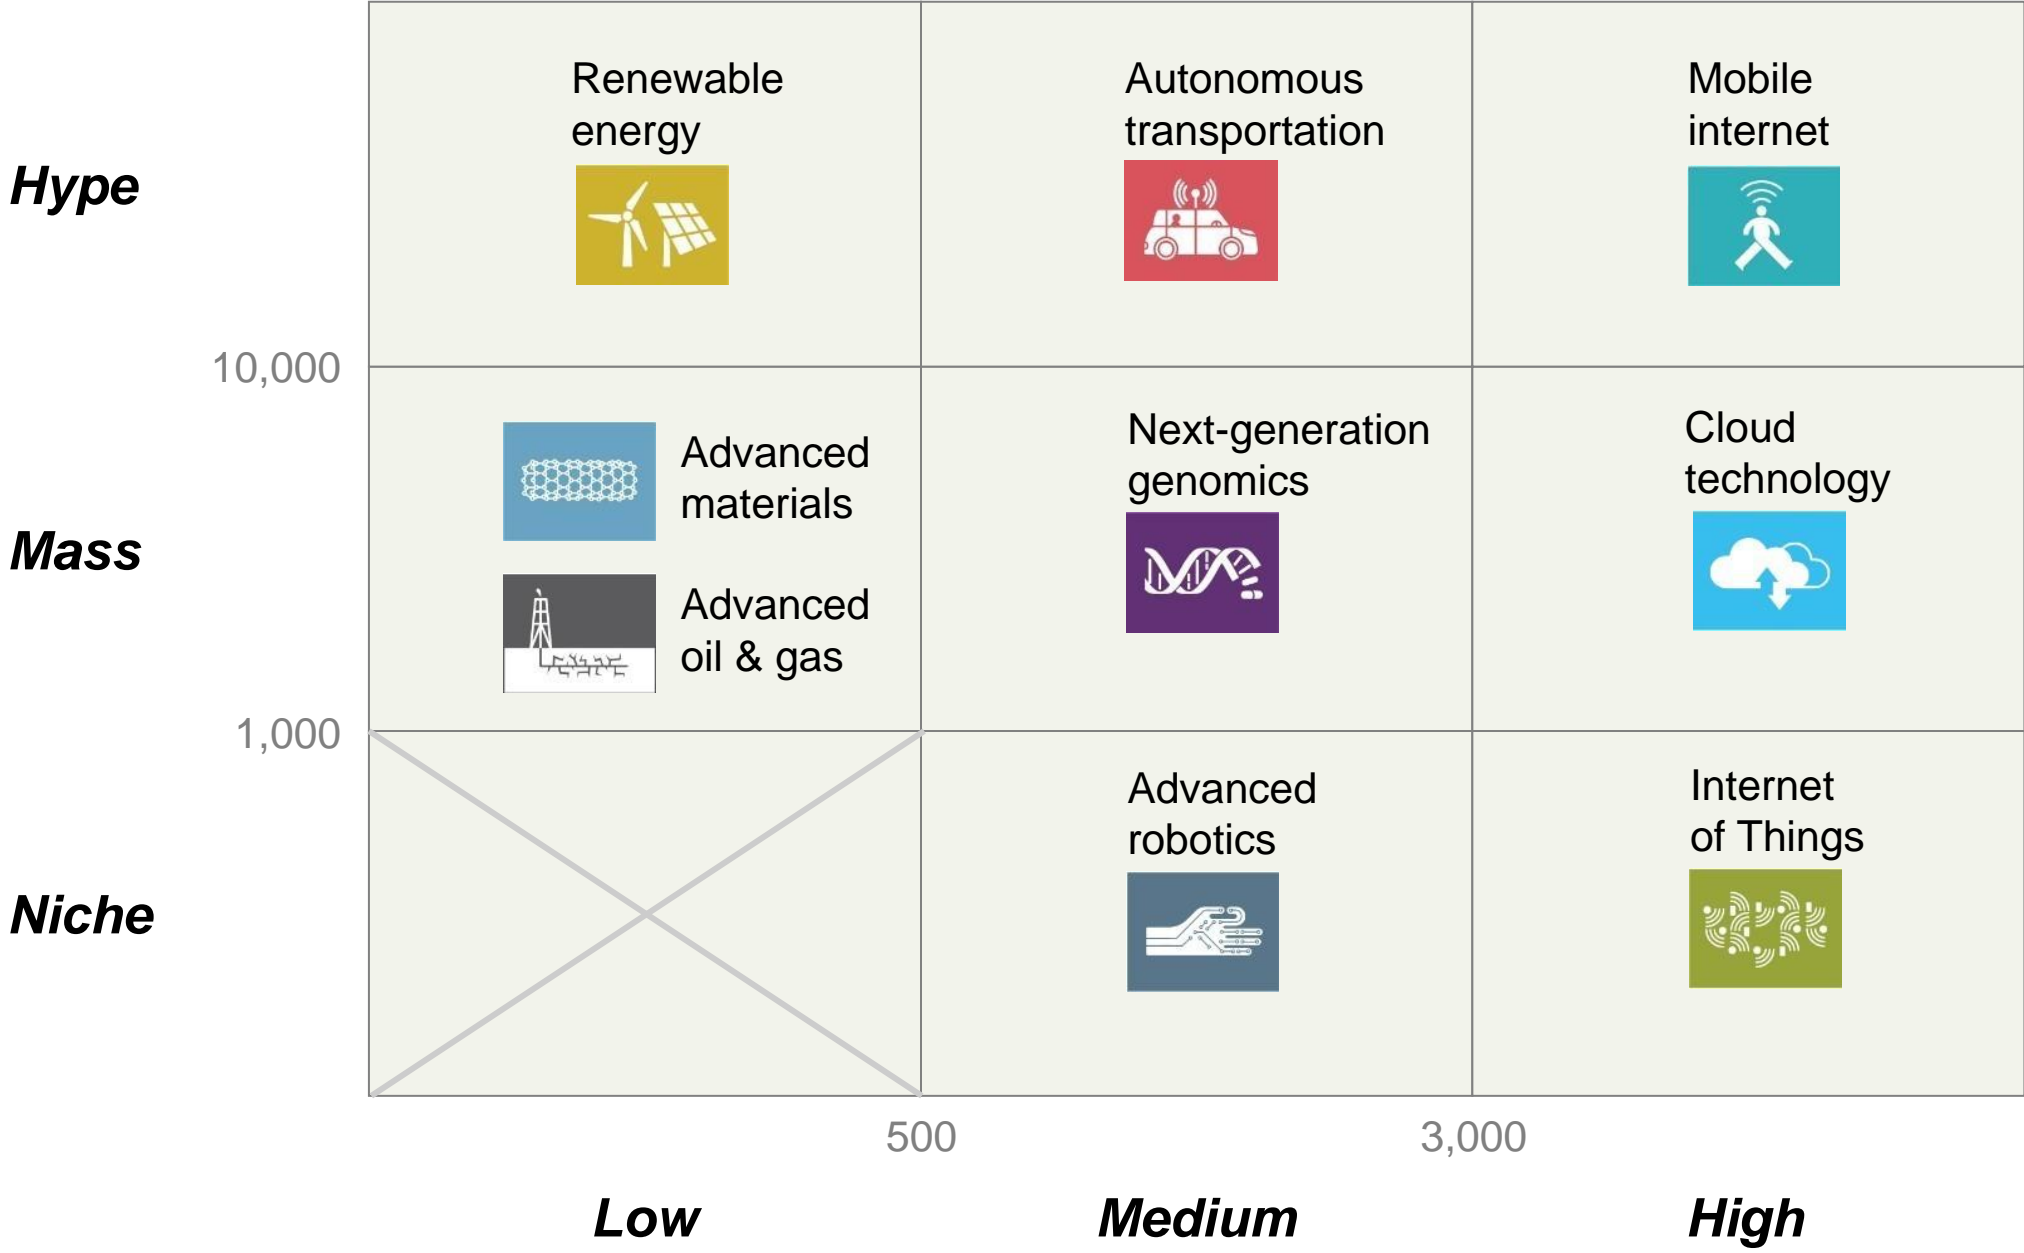 Renewable
energy
Autonomous
transportation
Mobile
internet
Hype
10,000
Advanced
materials
Advanced
oil & gas
Next-generation
genomics
Cloud
technology
Mass
1,000
Advanced
robotics
Internet
of Things
Niche
500
3,000
Low
Medium
High